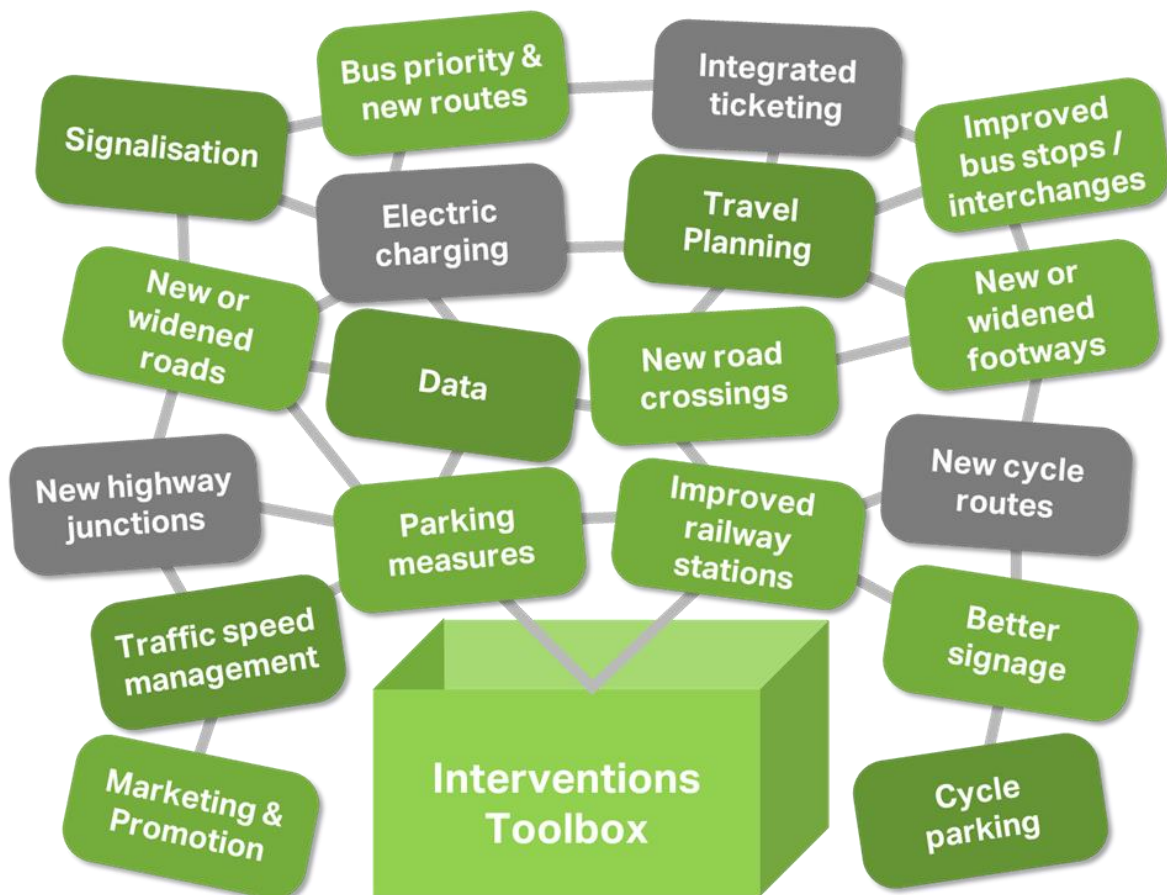 Bus priority &
new routes
Integrated
ticketing
Signalisation
Improved
bus stops /
interchanges
Electric
charging
Travel
Planning
New or
widened
roads
New or
widened
footways
Data
New road
crossings
New highway
junctions
Parking
measures
Improved
railway
stations
New cycle
routes
Traffic speed
management
Better
signage
Marketing &
Promotion
Interventions
Toolbox
Cycle
parking